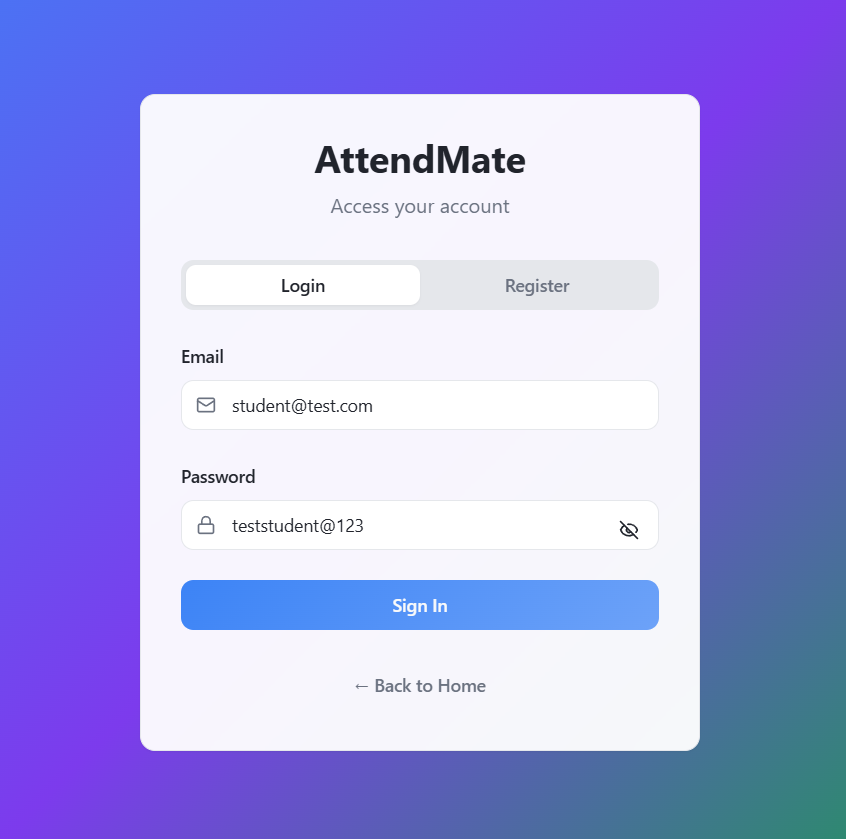 AttendMate
Access your account
Login
Register
Email
student@test.com
Password
teststudent@123
Sign In
← Back to Home